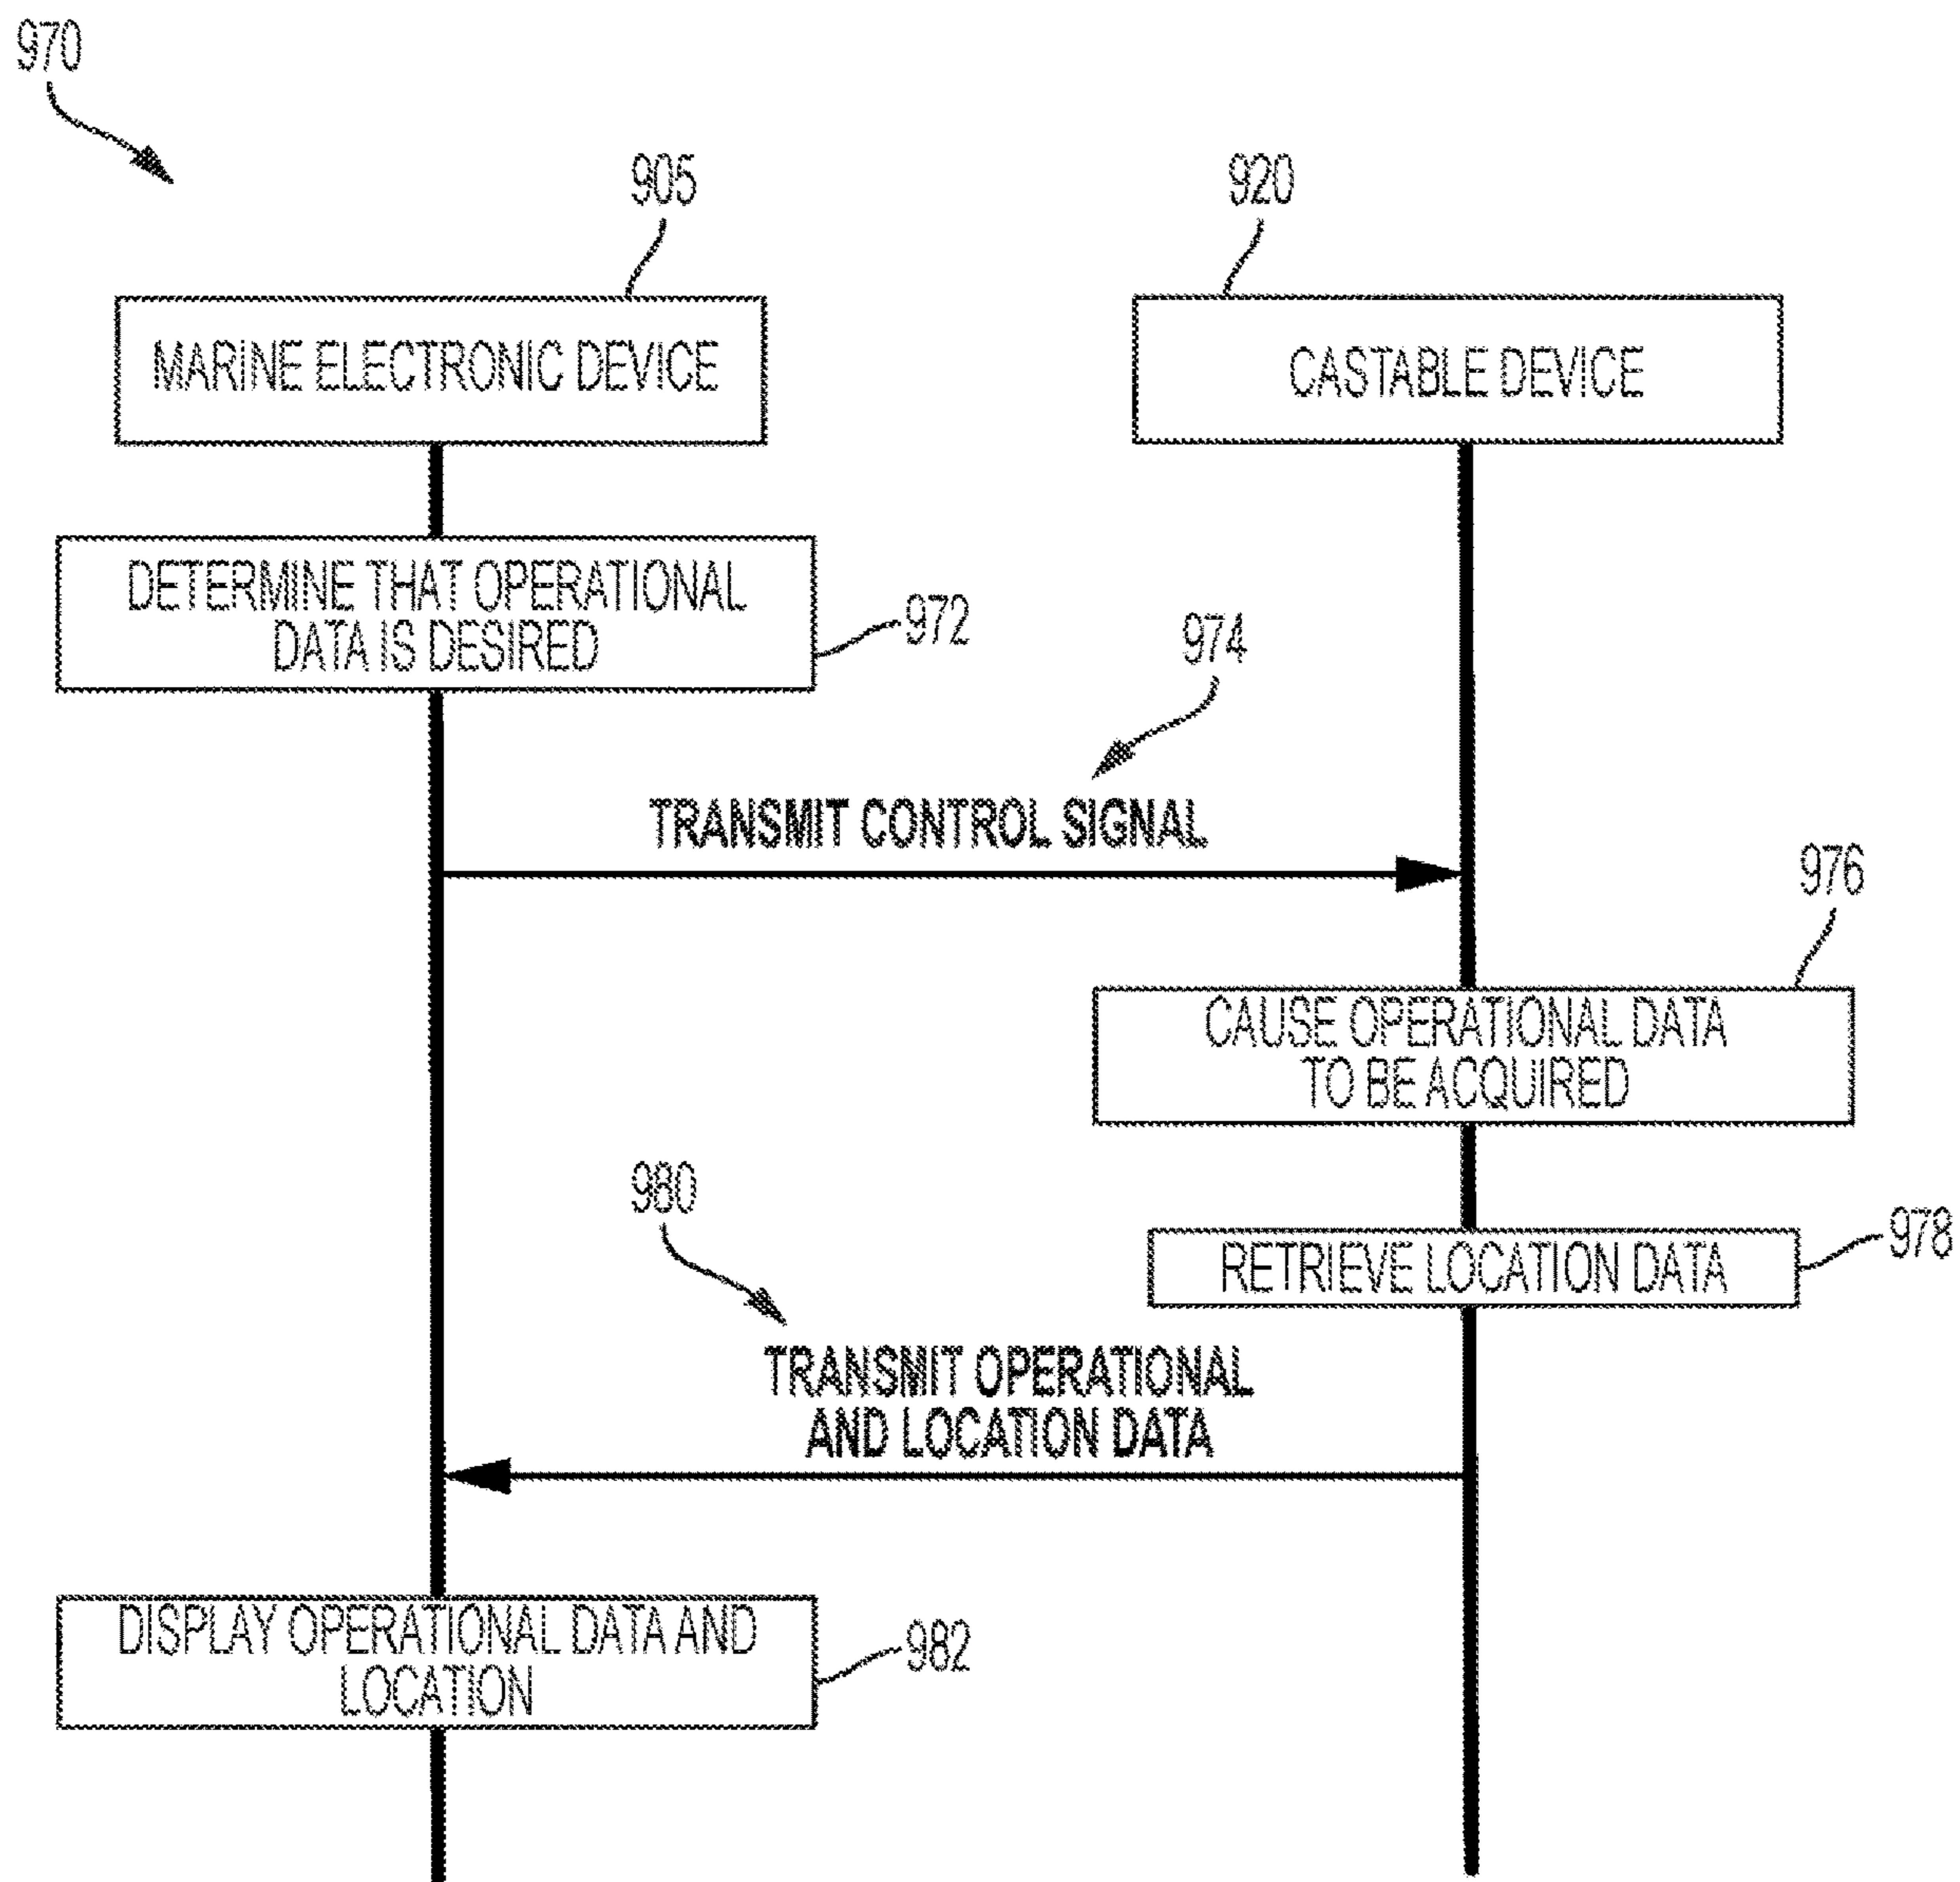 970
905
920
MARINE ELECTRONIC DEVICE
CASTABLE DEVICE
DETERMINE THAT OPERATIONAL
DATA IS DESIRED
972
974
TRANSMIT CONTROL SIGNAL
976
CAUSE OPERATIONAL DATA
TO BE ACQUIRED
980
978
RETRIEVE LOCATION DATA
TRANSMIT OPERATIONAL
AND LOCATION DATA
DISPLAY OPERATIONAL DATA AND
LOCATION
982